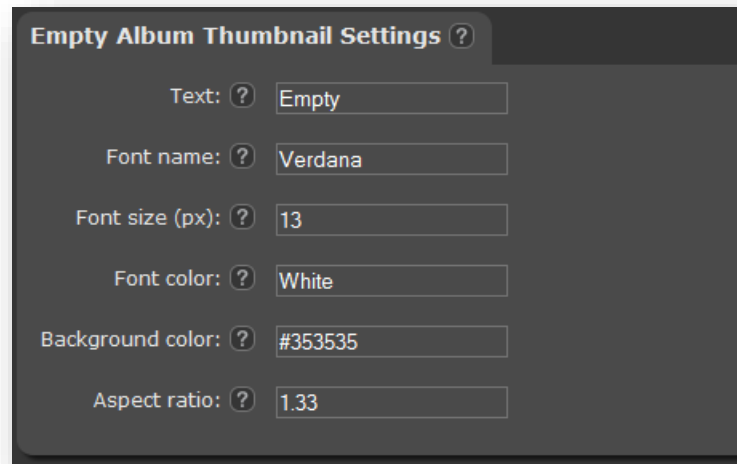 Empty Album Thumbnail Settings ?
Text: ? Empty
Font name: ? Verdana
Font size (px): ? 13
Font color: ? White
Background color: ? #353535
Aspect ratio: ? 1.33